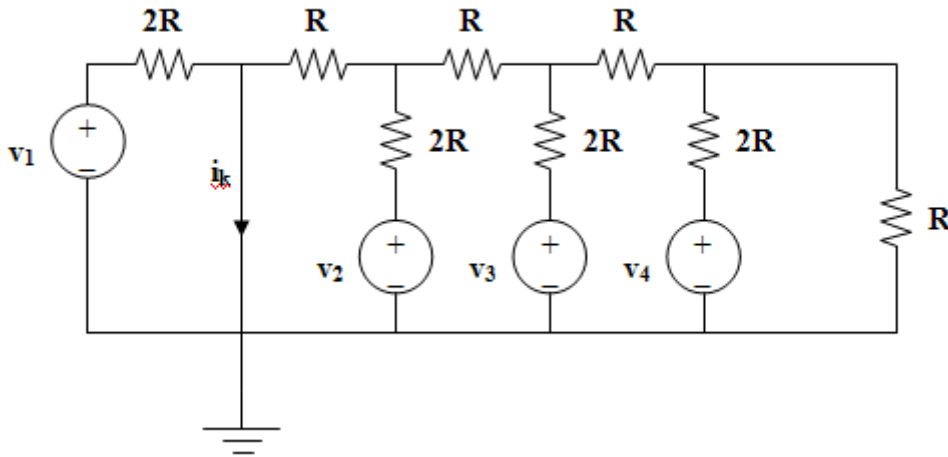 2R R R R
+ v1 −
ik
2R 2R 2R
+ + +
v2 v3 v4
− − −
R